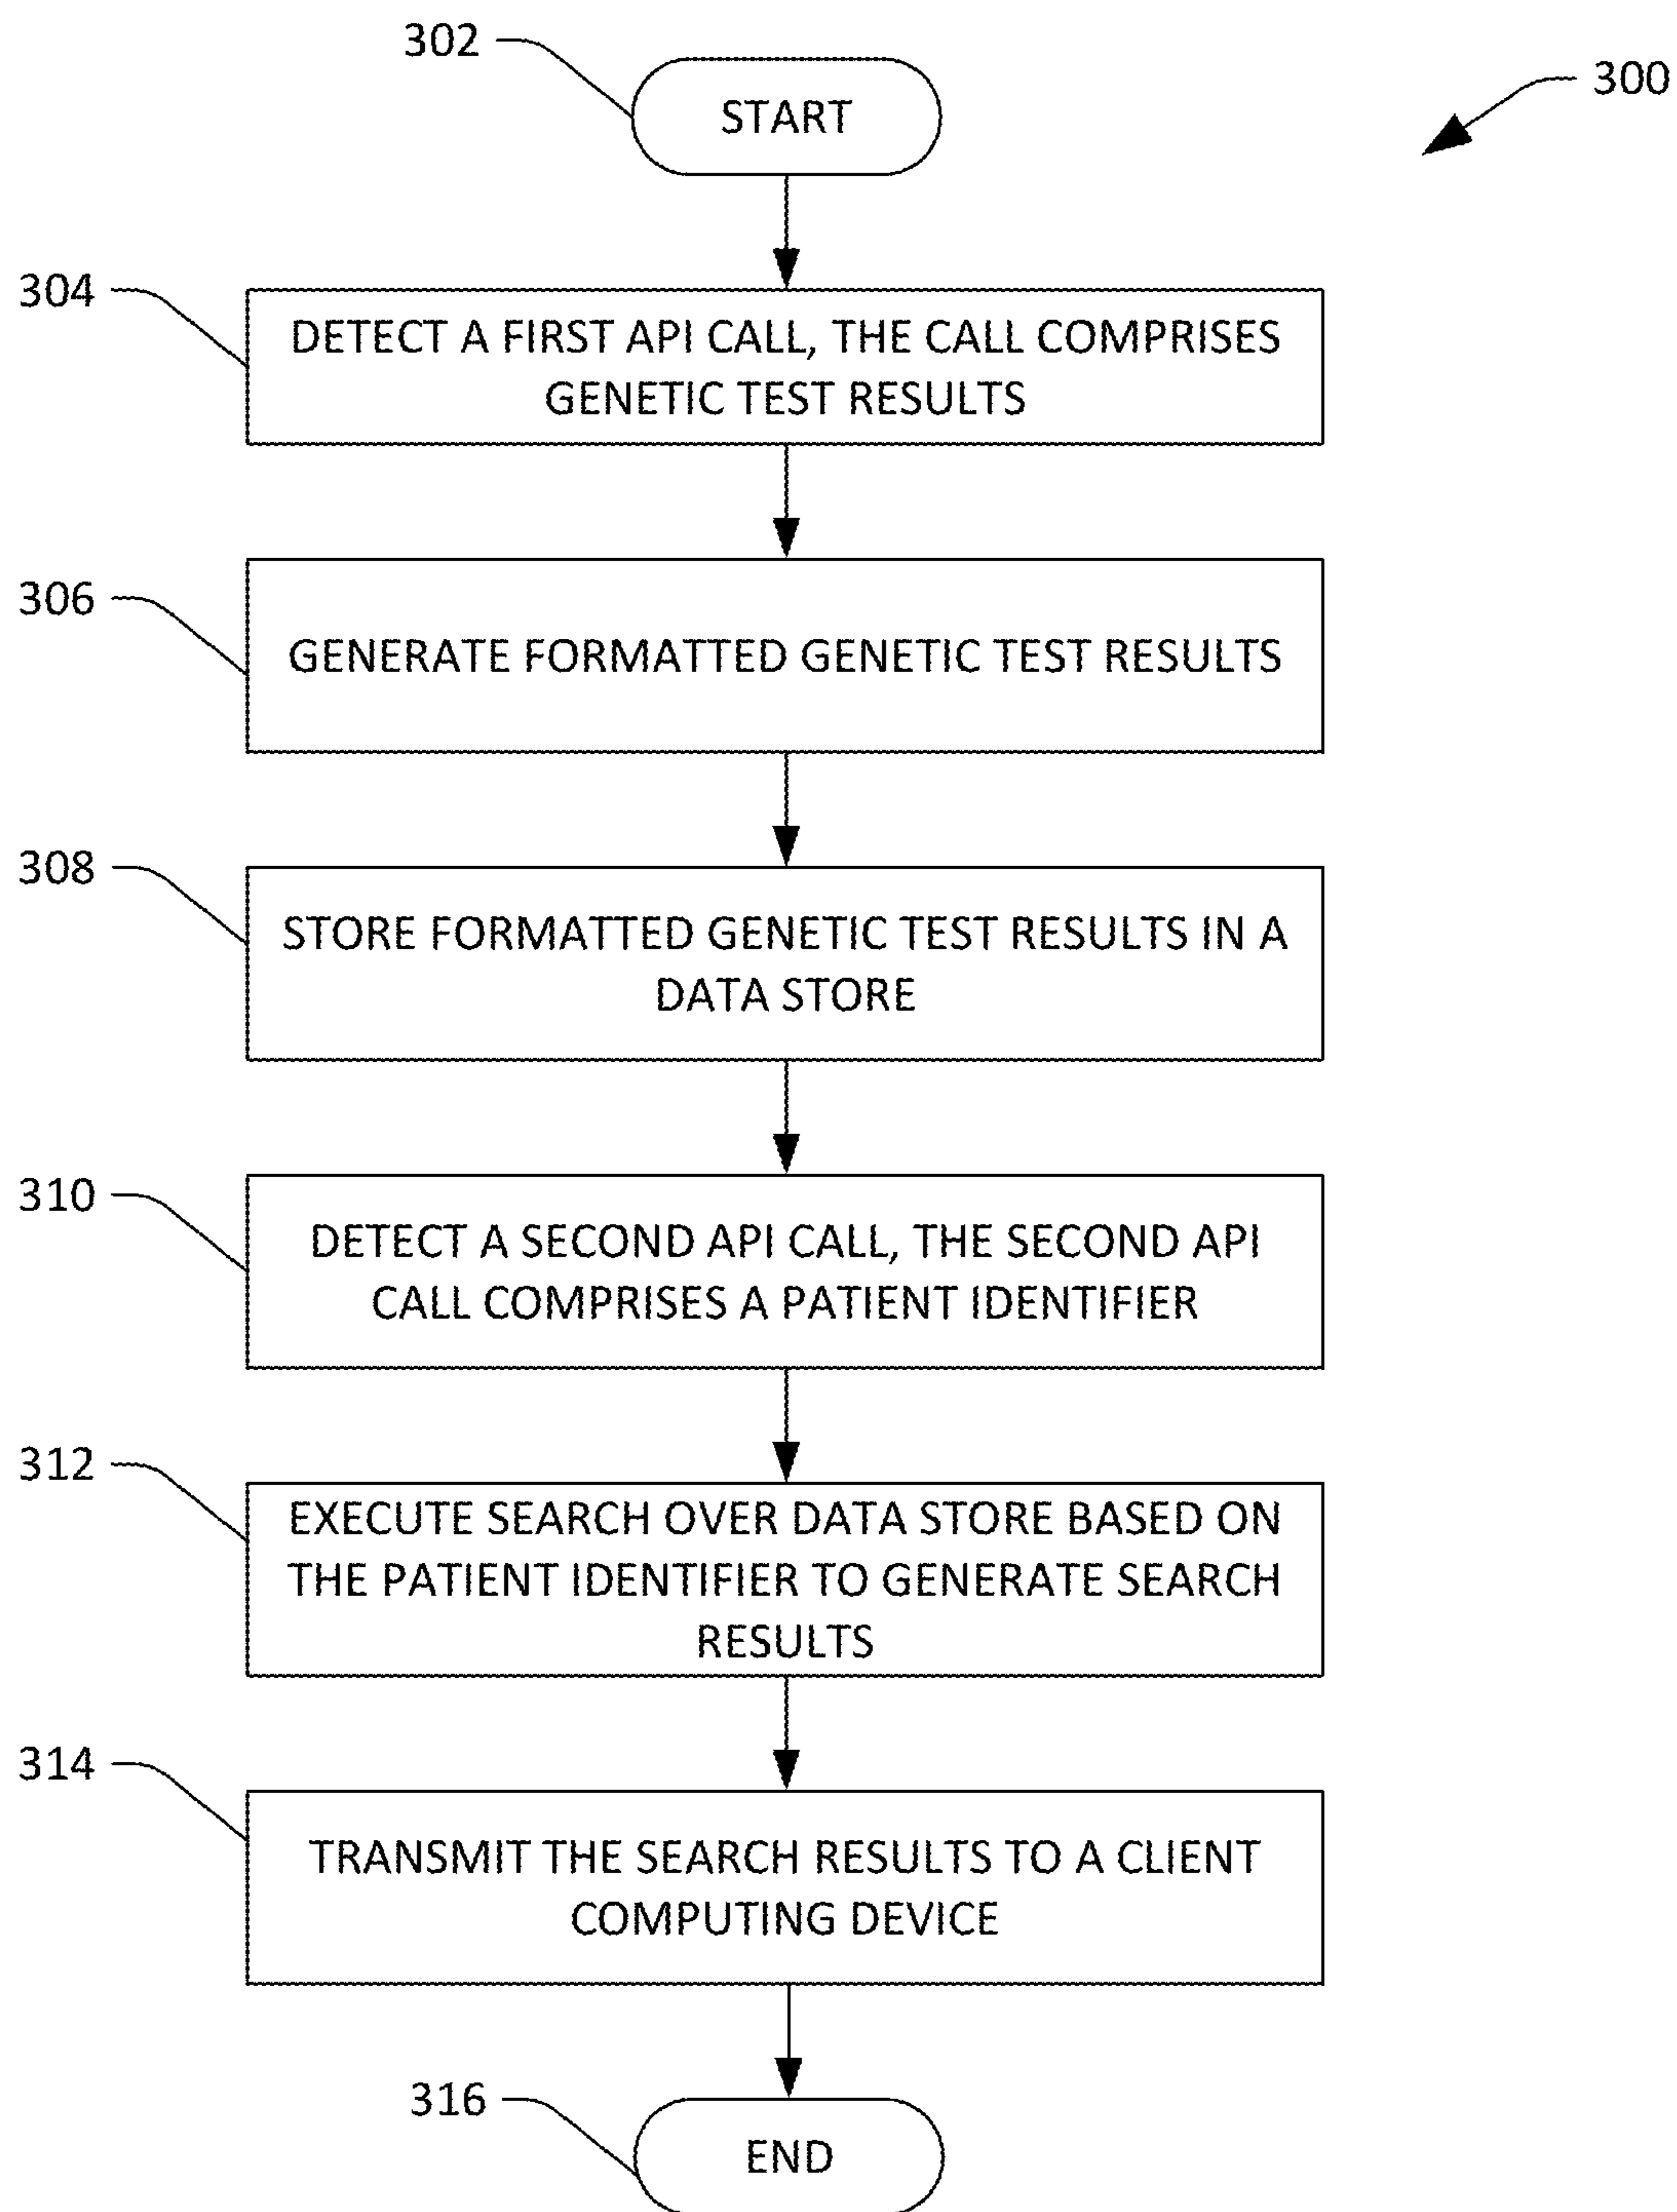 302
START
300
304
DETECT A FIRST API CALL, THE CALL COMPRISES
GENETIC TEST RESULTS
306
GENERATE FORMATTED GENETIC TEST RESULTS
308
STORE FORMATTED GENETIC TEST RESULTS IN A
DATA STORE
310
DETECT A SECOND API CALL, THE SECOND API
CALL COMPRISES A PATIENT IDENTIFIER
312
EXECUTE SEARCH OVER DATA STORE BASED ON
THE PATIENT IDENTIFIER TO GENERATE SEARCH
RESULTS
314
TRANSMIT THE SEARCH RESULTS TO A CLIENT
COMPUTING DEVICE
316
END